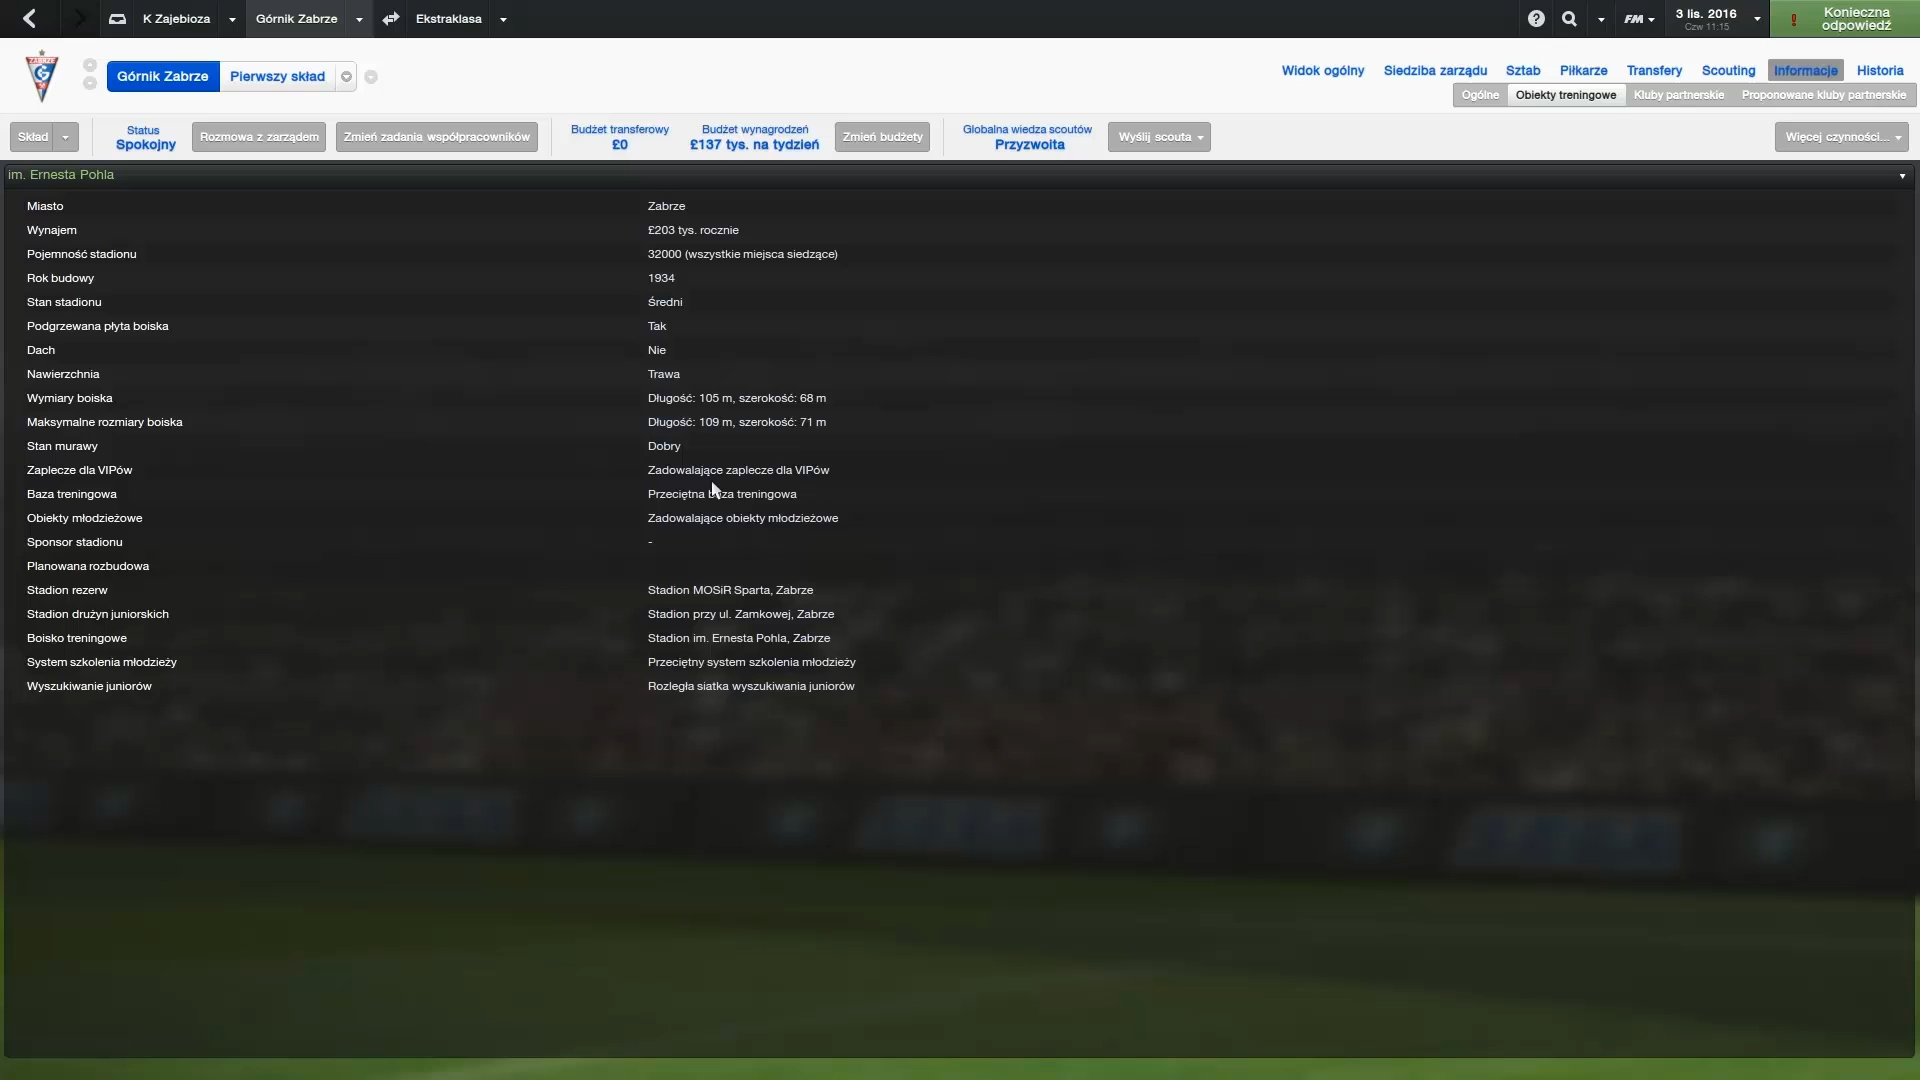 K Zajebioza
Górnik Zabrze
Ekstraklasa
FM
3 lis. 2016
Czw 11:15
Konieczna
odpowiedź
ZABRZE
Górnik Zabrze
Pierwszy skład
Widok ogólny
Siedziba zarządu
Sztab
Piłkarze
Transfery
Scouting
Informacje
Historia
Ogólne
Obiekty treningowe
Kluby partnerskie
Proponowane kluby partnerskie
Skład
Status
Spokojny
Rozmowa z zarządem
Zmień zadania współpracowników
Budżet transferowy
£0
Budżet wynagrodzeń
£137 tys. na tydzień
Zmień budżety
Globalna wiedza scoutów
Przyzwoita
Wyślij scouta
Więcej czynności...
im. Ernesta Pohla
Miasto Zabrze
Wynajem £203 tys. rocznie
Pojemność stadionu 32000 (wszystkie miejsca siedzące)
Rok budowy 1934
Stan stadionu Średni
Podgrzewana płyta boiska Tak
Dach Nie
Nawierzchnia Trawa
Wymiary boiska Długość: 105 m, szerokość: 68 m
Maksymalne rozmiary boiska Długość: 109 m, szerokość: 71 m
Stan murawy Dobry
Zaplecze dla VIPów Zadowalające zaplecze dla VIPów
Baza treningowa Przeciętna baza treningowa
Obiekty młodzieżowe Zadowalające obiekty młodzieżowe
Sponsor stadionu -
Planowana rozbudowa
Stadion rezerw Stadion MOSiR Sparta, Zabrze
Stadion drużyn juniorskich Stadion przy ul. Zamkowej, Zabrze
Boisko treningowe Stadion im. Ernesta Pohla, Zabrze
System szkolenia młodzieży Przeciętny system szkolenia młodzieży
Wyszukiwanie juniorów Rozległa siatka wyszukiwania juniorów